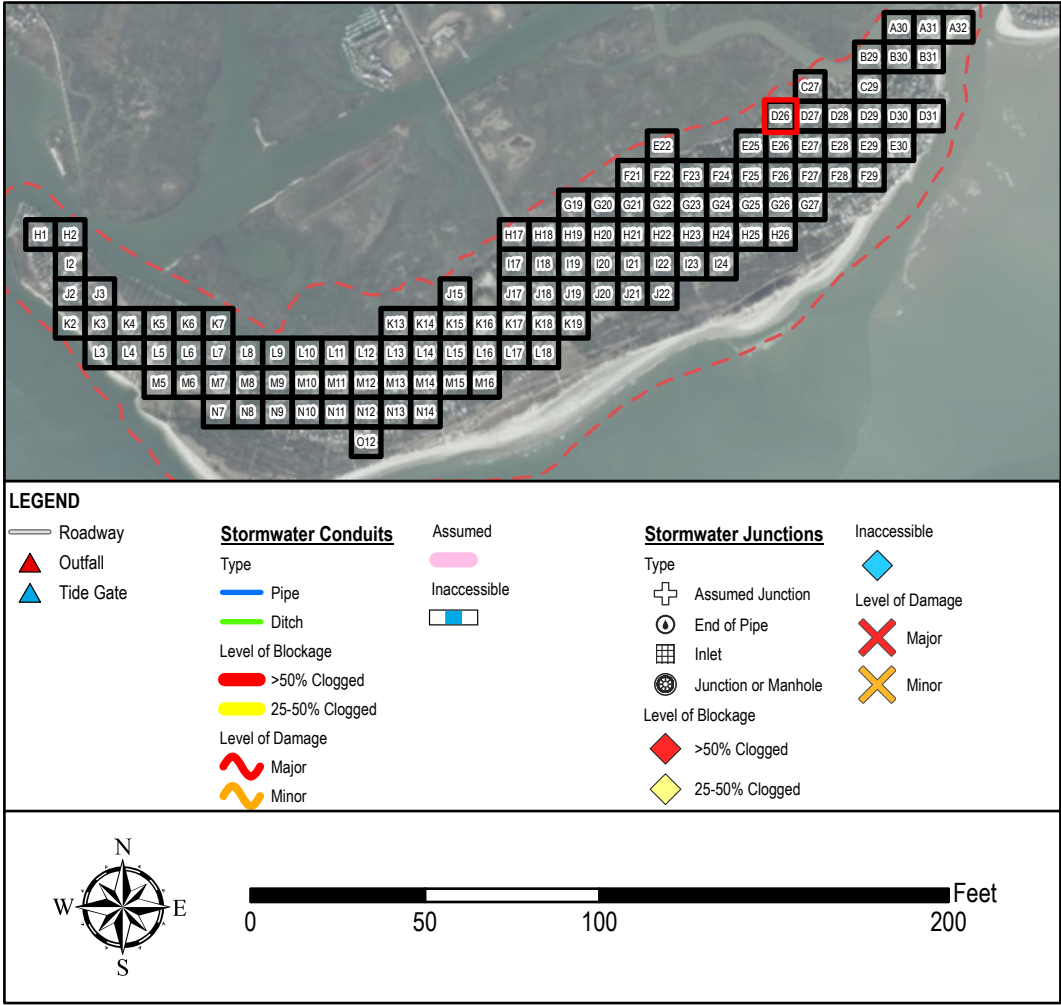 A30 A31 A32
B29 B30 B31
C27 C29
D26 D27 D28 D29 D30 D31
E22 E25 E26 E27 E28 E29 E30
F21 F22 F23 F24 F25 F26 F27 F28 F29
G19 G20 G21 G22 G23 G24 G25 G26 G27
H1 H2 H17 H18 H19 H20 H21 H22 H23 H24 H25 H26
I2 I17 I18 I19 I20 I21 I22 I23 I24
J2 J3 J15 J17 J18 J19 J20 J21 J22
K2 K3 K4 K5 K6 K7 K13 K14 K15 K16 K17 K18 K19
L3 L4 L5 L6 L7 L8 L9 L10 L11 L12 L13 L14 L15 L16 L17 L18
M5 M6 M7 M8 M9 M10 M11 M12 M13 M14 M15 M16
N7 N8 N9 N10 N11 N12 N13 N14
O12
LEGEND
Roadway
Outfall
Tide Gate
Stormwater Conduits
Type
Pipe
Ditch
Level of Blockage
>50% Clogged
25-50% Clogged
Level of Damage
Major
Minor
Assumed
Inaccessible
Stormwater Junctions
Type
Assumed Junction
End of Pipe
Inlet
Junction or Manhole
Level of Blockage
>50% Clogged
25-50% Clogged
Inaccessible
Level of Damage
Major
Minor
N
W E
S
Feet
0 50 100 200